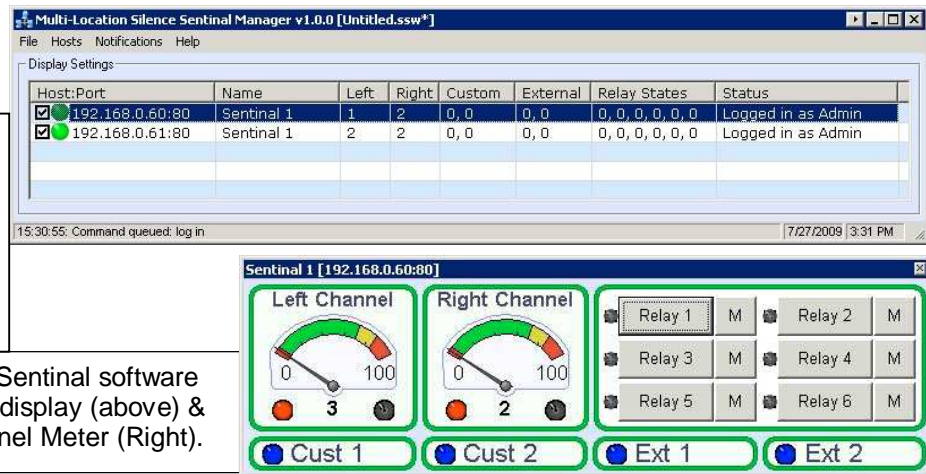 Multi-Location Silence Sentinal Manager v1.0.0 [Untitled.ssw*]
File Hosts Notifications Help
Display Settings
Host:Port Name Left Right Custom External Relay States Status
192.168.0.60:80 Sentinal 1 1 2 0, 0 0, 0 0, 0, 0, 0, 0, 0 Logged in as Admin
192.168.0.61:80 Sentinal 1 2 2 0, 0 0, 0 0, 0, 0, 0, 0, 0 Logged in as Admin
15:30:55: Command queued: log in 7/27/2009 3:31 PM
Sentinal 1 [192.168.0.60:80]
Left Channel Right Channel
Relay 1 M Relay 2 M
0 100 0 100
Relay 3 M Relay 4 M
3 2
Relay 5 M Relay 6 M
Cust 1 Cust 2 Ext 1 Ext 2
Sentinal software
display (above) &
nel Meter (Right).